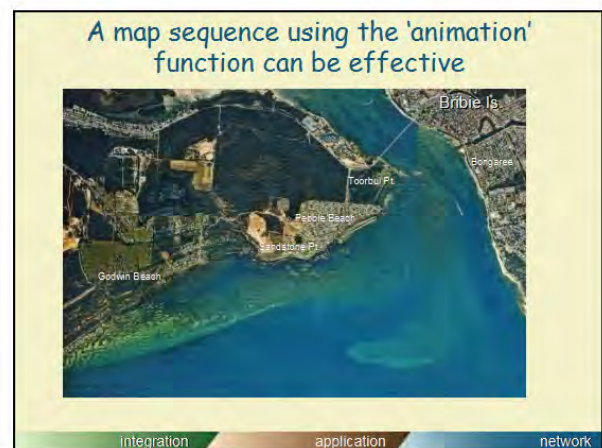 A map sequence using the 'animation'
function can be effective
Bribie Is.
Bongaree
Toorbul Pt.
Pebble Beach
Sandstone Pt.
Godwin Beach
integration application network